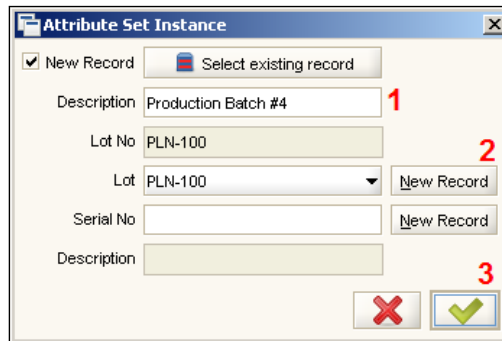 Attribute Set Instance
New Record Select existing record
Description Production Batch #4 1
Lot No PLN-100
2
Lot PLN-100 New Record
Serial No New Record
Description
3